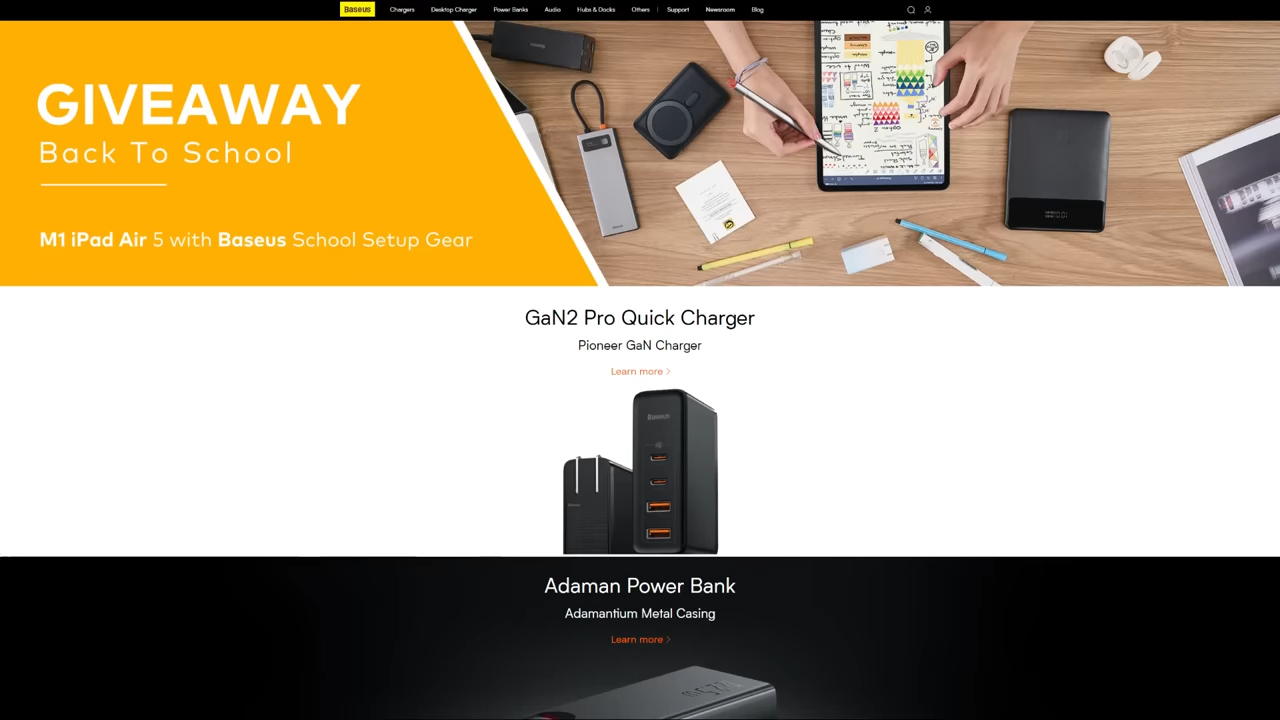 Baseus Chargers Desktop Charger Power Banks Audio Hubs & Docks Others | Support Newsroom Blog
GIVEAWAY
Back To School
M1 iPad Air 5 with Baseus School Setup Gear
GaN2 Pro Quick Charger
Pioneer GaN Charger
Learn more >
Baseus
Adaman Power Bank
Adamantium Metal Casing
Learn more >